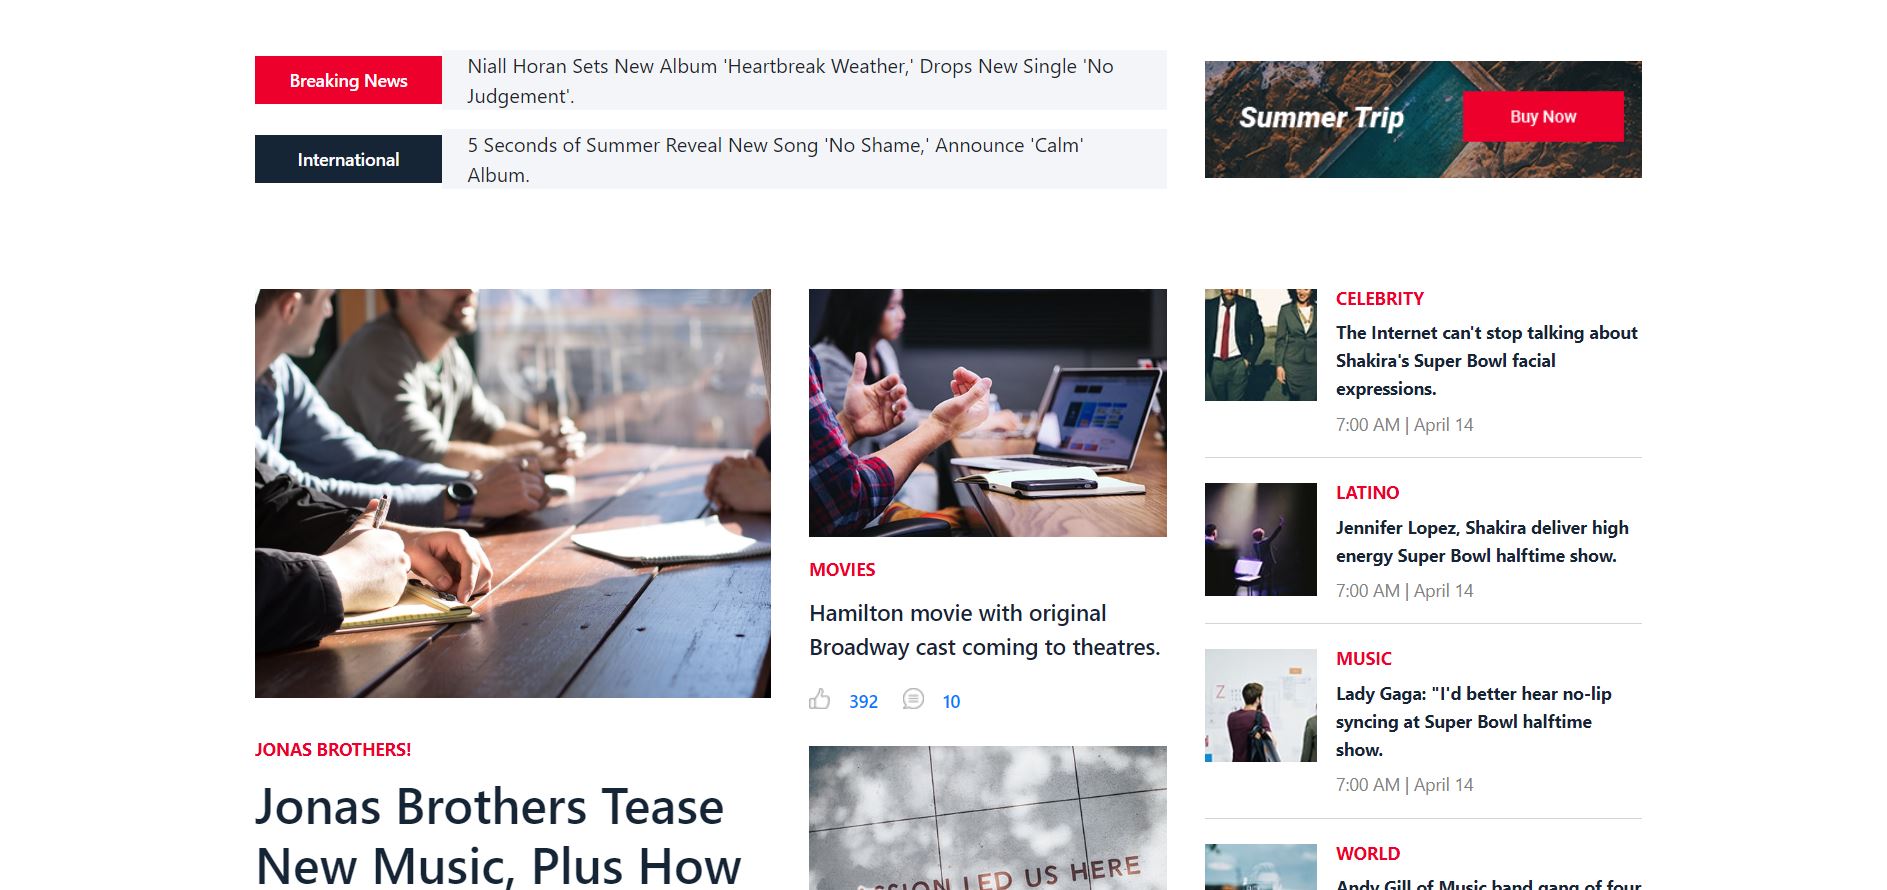 Breaking News
Niall Horan Sets New Album 'Heartbreak Weather,' Drops New Single 'No
Judgement'.
International
5 Seconds of Summer Reveal New Song 'No Shame,' Announce 'Calm'
Album.
Summer Trip
Buy Now
JONAS BROTHERS!
Jonas Brothers Tease
New Music, Plus How
MOVIES
Hamilton movie with original
Broadway cast coming to theatres.
392 10
LED US HERE
CELEBRITY
The Internet can't stop talking about
Shakira's Super Bowl facial
expressions.
7:00 AM | April 14
LATINO
Jennifer Lopez, Shakira deliver high
energy Super Bowl halftime show.
7:00 AM | April 14
MUSIC
Lady Gaga: "I'd better hear no-lip
syncing at Super Bowl halftime
show.
7:00 AM | April 14
WORLD
Andy Gill of Music band gang of four